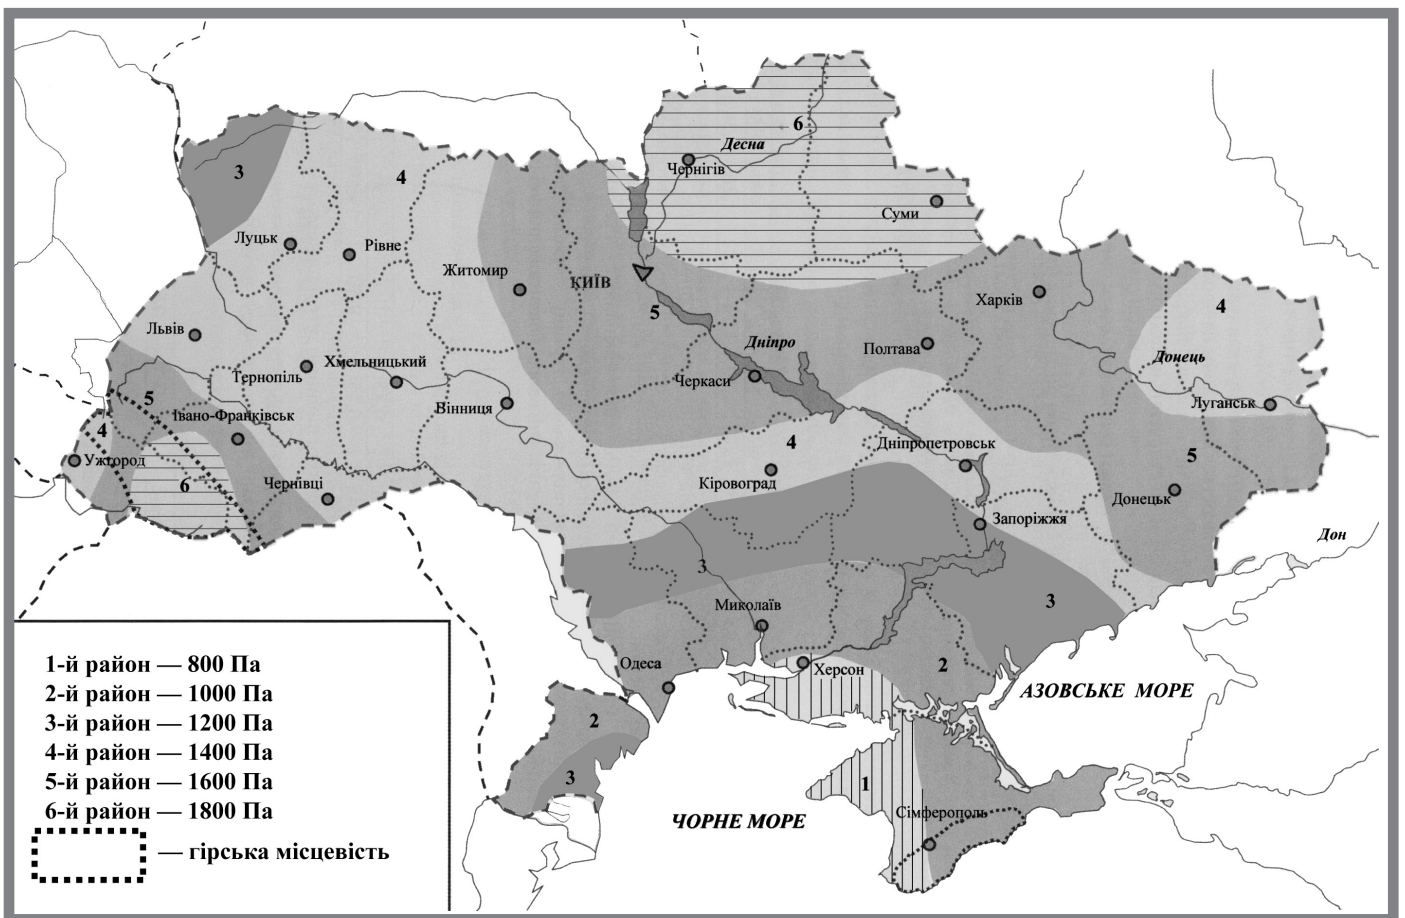 6
Десна
Чернігів
3
4
Суми
Луцьк
Рівне
Житомир
КИЇВ
Харків
5
4
Львів
Дніпро
Полтава
Донець
Хмельницький
Тернопіль
Черкаси
5
Вінниця
Луганськ
Івано-Франківськ
4
4
Дніпропетровськ
Ужгород
5
6
Чернівці
Кіровоград
Донецьк
Запоріжжя
Дон
3
3
Миколаїв
Одеса
Херсон
2
АЗОВСЬКЕ МОРЕ
2
3
1
Сімферополь
ЧОРНЕ МОРЕ
1-й район — 800 Па
2-й район — 1000 Па
3-й район — 1200 Па
4-й район — 1400 Па
5-й район — 1600 Па
6-й район — 1800 Па
— гірська місцевість